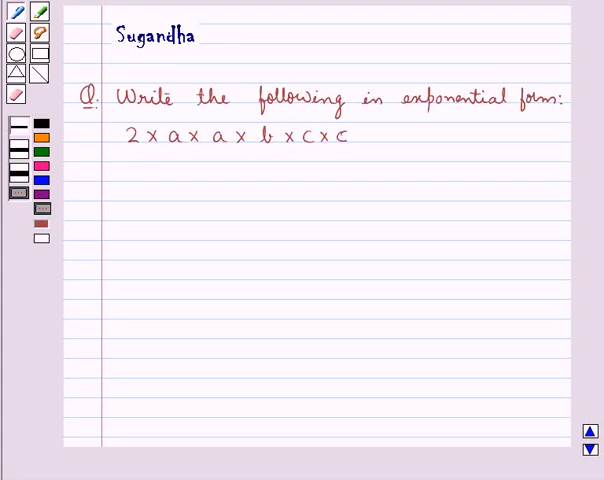 Sugandha
Q. Write the following in exponential form:
2 × a × a × b × c × c